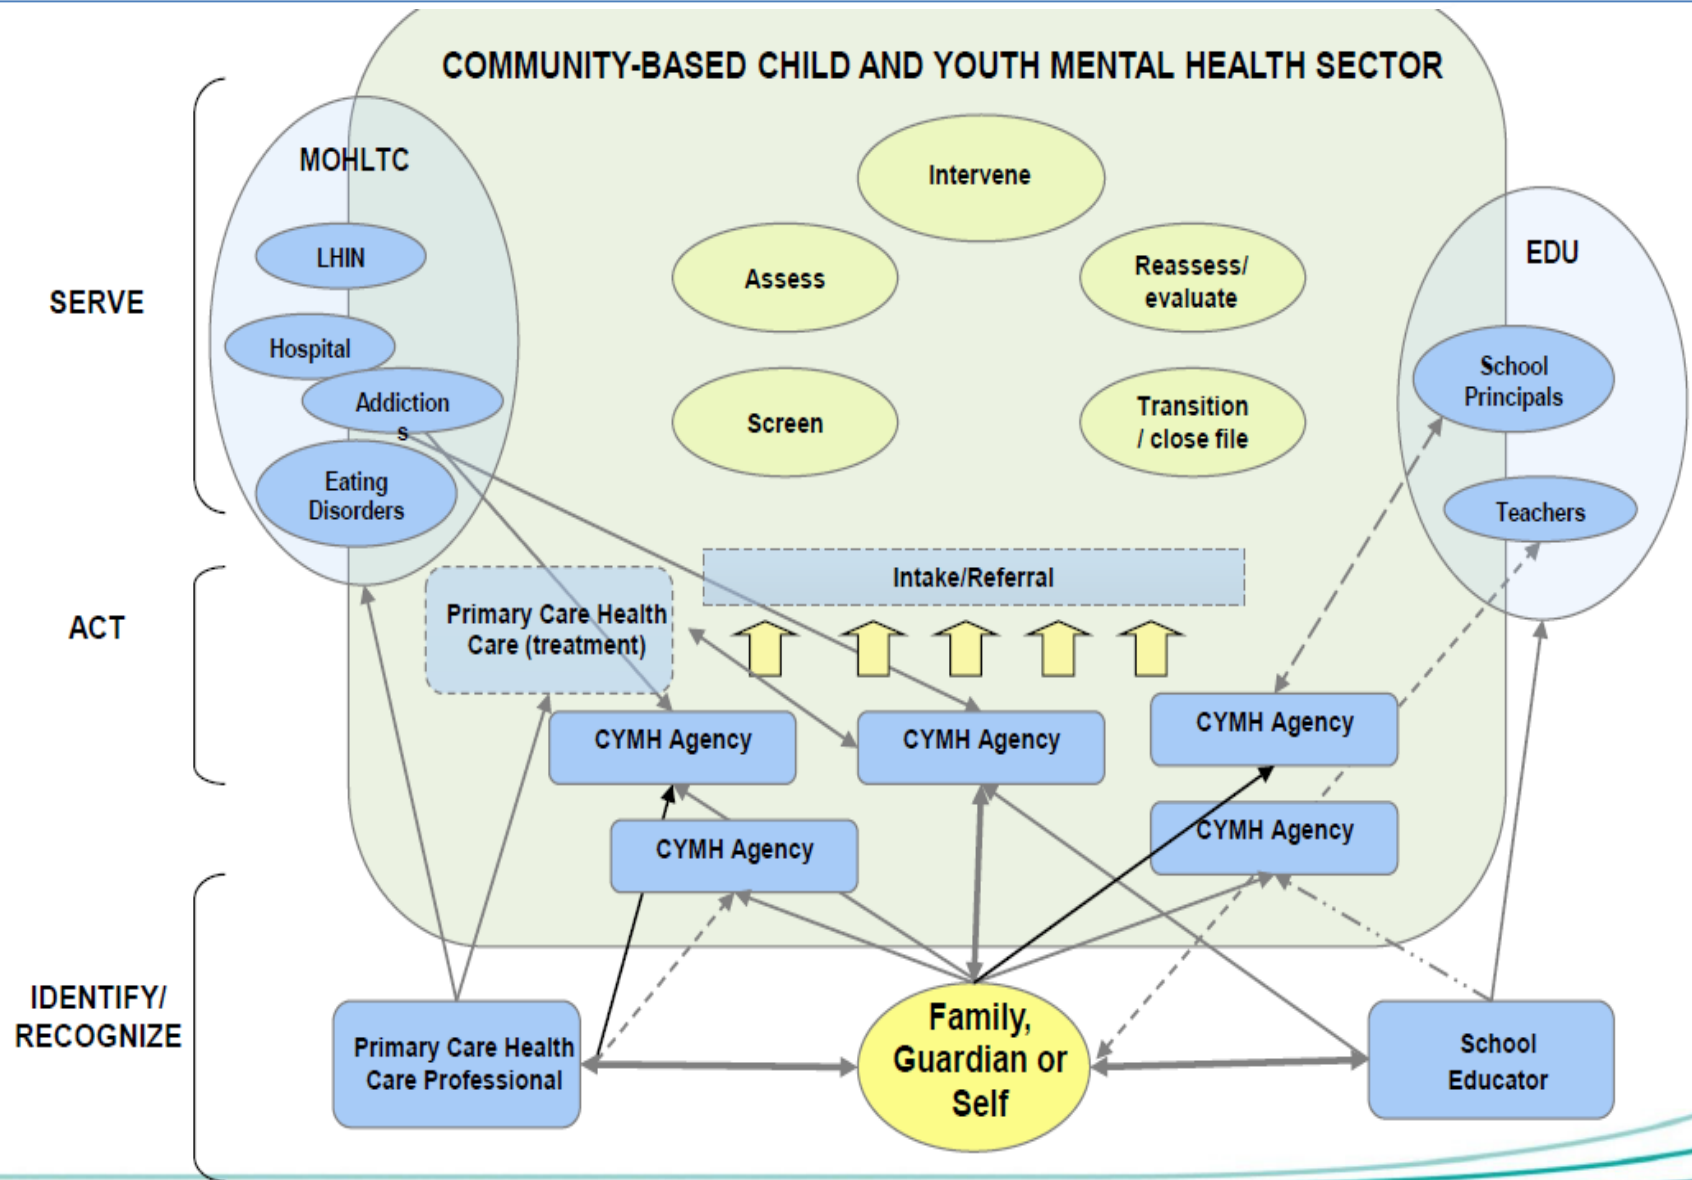 COMMUNITY-BASED CHILD AND YOUTH MENTAL HEALTH SECTOR
SERVE
MOHLTC
LHIN
Hospital
Addiction
s
Eating
Disorders
Intervene
Assess
Reassess/
evaluate
Screen
Transition
/ close file
EDU
School
Principals
Teachers
ACT
Intake/Referral
Primary Care Health
Care (treatment)
CYMH Agency
CYMH Agency
CYMH Agency
CYMH Agency
CYMH Agency
IDENTIFY/
RECOGNIZE
Primary Care Health
Care Professional
Family,
Guardian or
Self
School
Educator